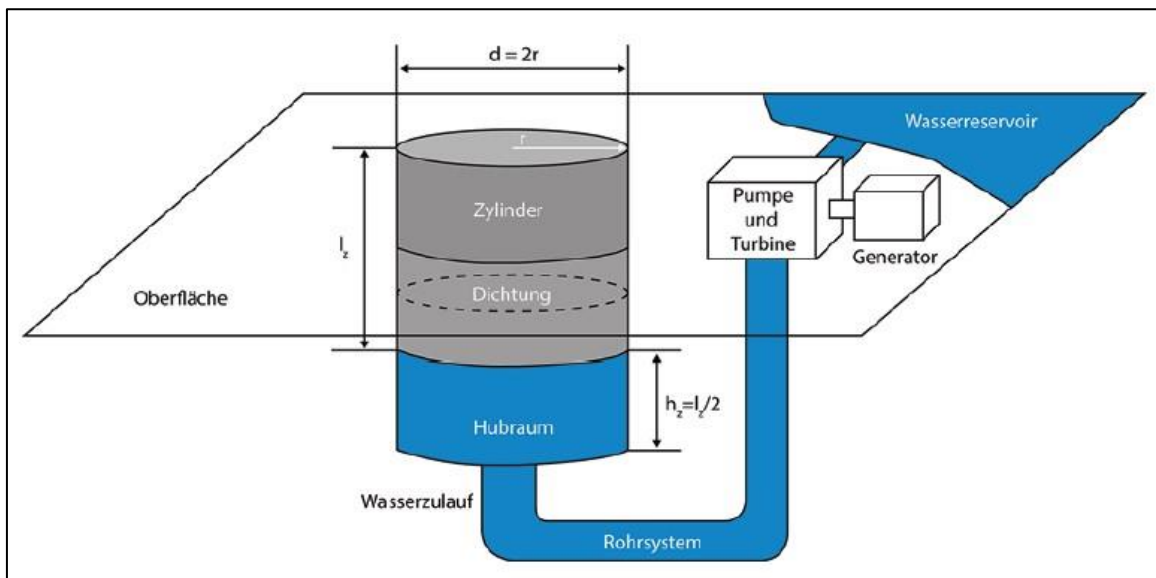 d = 2r
Wasserreservoir
r
Pumpe
und
Turbine
Zylinder
l_z
Generator
Dichtung
Oberfläche
h_z=l_z/2
Hubraum
Wasserzulauf
Rohrsystem